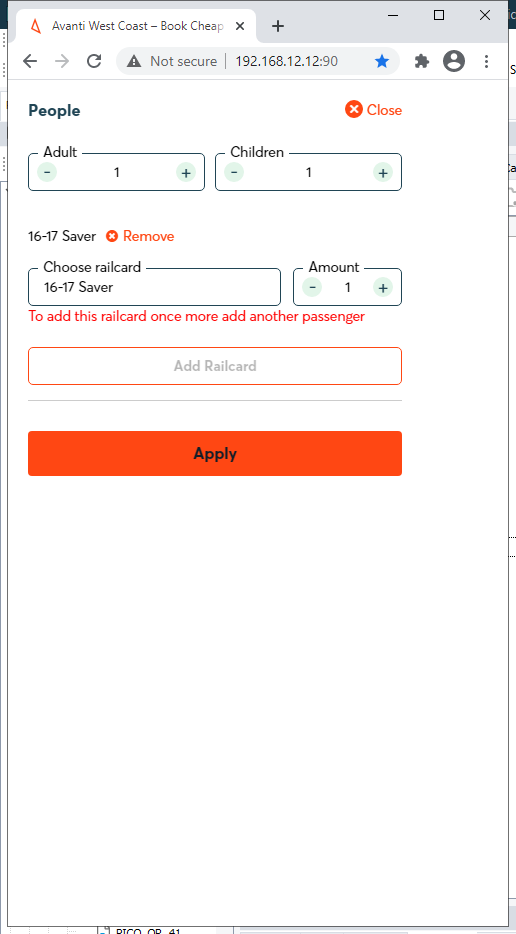 Avanti West Coast – Book Cheap
Not secure
192.168.12.12:90
People
Close
Adult
Children
- 1 +
- 1 +
16-17 Saver Remove
Choose railcard
Amount
16-17 Saver
- 1 +
To add this railcard once more add another passenger
Add Railcard
Apply